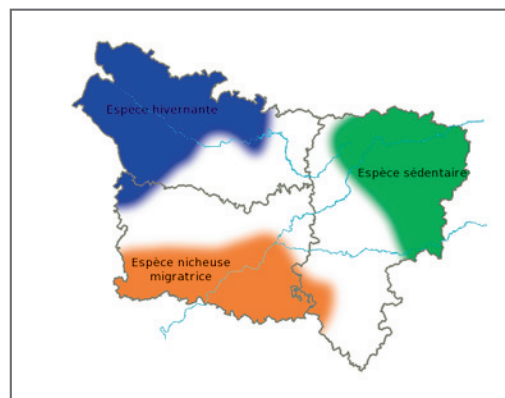 Espèce hivernante
Espèce sédentaire
Espèce nicheuse
migratrice